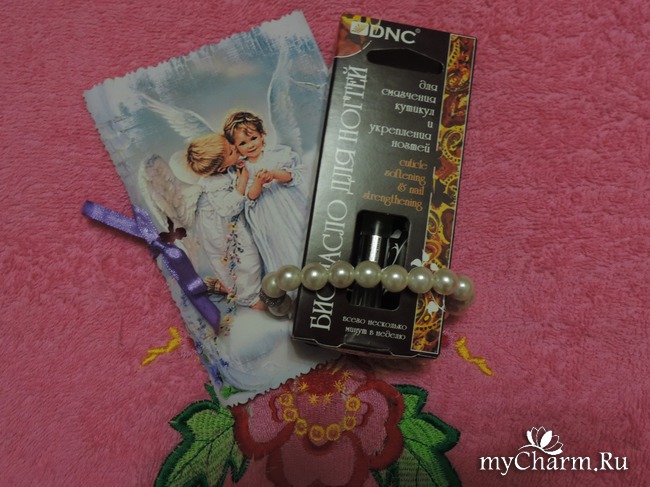 DNC®
БИОМАСЛО ДЛЯ НОГТЕЙ
для
смягчения
кутикул
и
укрепления
ногтей
cuticle
softening
& nail
strengthening
всего несколько
минут в неделю
myCharm.Ru